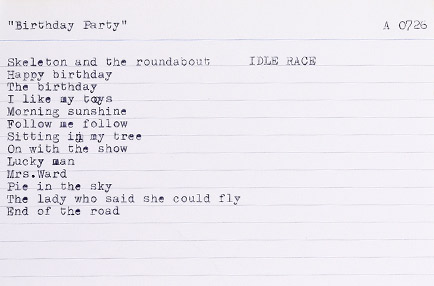 "Birthday Party" A 0726
Skeleton and the roundabout IDLE RACE
Happy birthday
The birthday
I like my toys
Morning sunshine
Follow me follow
Sitting in my tree
On with the show
Lucky man
Mrs.Ward
Pie in the sky
The lady who said she could fly
End of the road